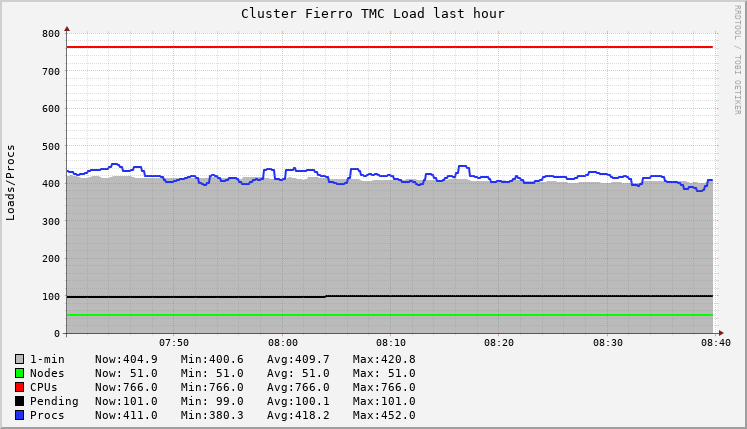 Cluster Fierro TMC Load last hour
RRDTOOL / TOBI OETIKER
Loads/Procs
800
700
600
500
400
300
200
100
0
07:50 08:00 08:10 08:20 08:30 08:40
1-min Now:404.9 Min:400.6 Avg:409.7 Max:420.8
Nodes Now: 51.0 Min: 51.0 Avg: 51.0 Max: 51.0
CPUs Now:766.0 Min:766.0 Avg:766.0 Max:766.0
Pending Now:101.0 Min: 99.0 Avg:100.1 Max:101.0
Procs Now:411.0 Min:380.3 Avg:418.2 Max:452.0